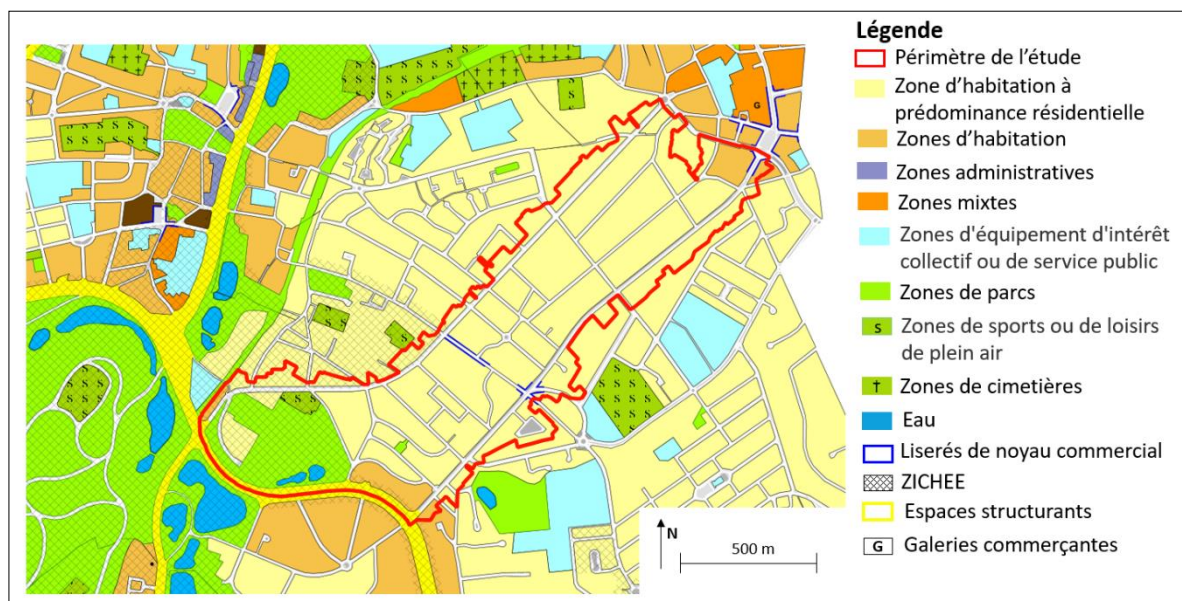 Légende
Périmètre de l'étude
Zone d'habitation à
prédominance résidentielle
Zones d'habitation
Zones administratives
Zones mixtes
Zones d'équipement d'intérêt
collectif ou de service public
Zones de parcs
S Zones de sports ou de loisirs
de plein air
† Zones de cimetières
Eau
Liserés de noyau commercial
ZICHEE
Espaces structurants
G Galeries commerçantes
G
N
500 m